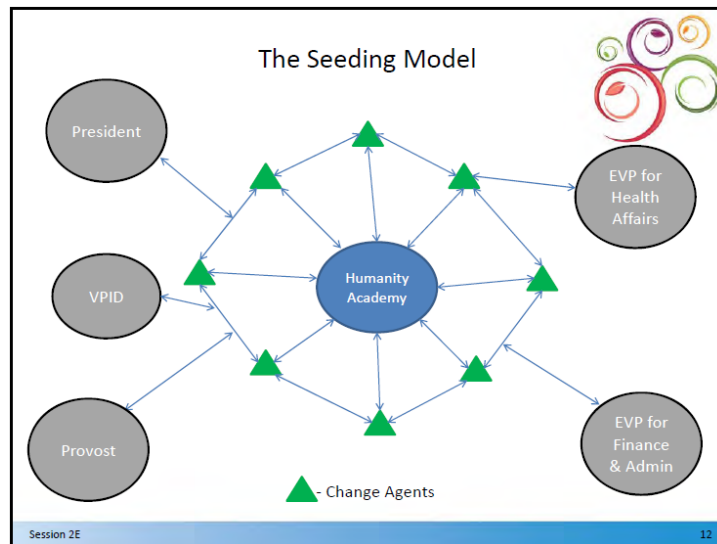 The Seeding Model
President
EVP for
Health
Affairs
VPID
Humanity
Academy
Provost
EVP for
Finance
& Admin
- Change Agents
Session 2E
12